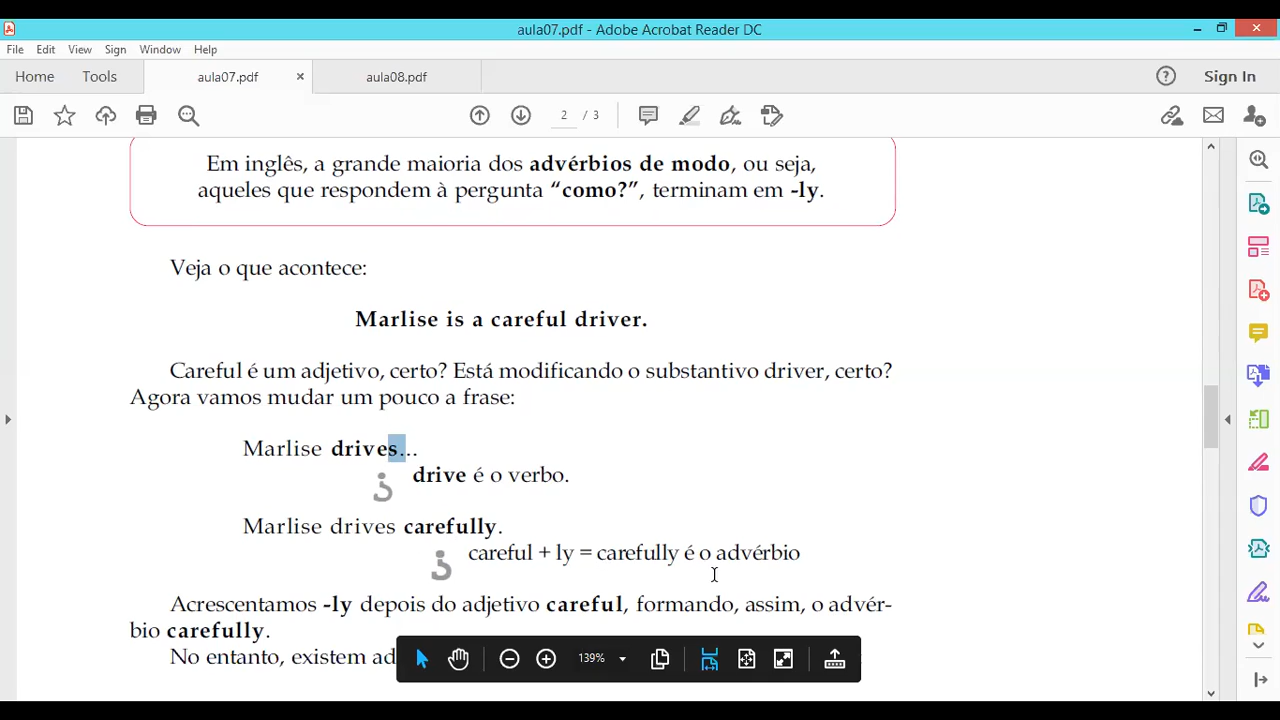 aula07.pdf - Adobe Acrobat Reader DC
File Edit View Sign Window Help
Home Tools aula07.pdf × aula08.pdf Sign In
2 / 3
Em inglês, a grande maioria dos advérbios de modo, ou seja,
aqueles que respondem à pergunta “como?”, terminam em -ly.
Veja o que acontece:
Marlise is a careful driver.
Careful é um adjetivo, certo? Está modificando o substantivo driver, certo?
Agora vamos mudar um pouco a frase:
Marlise drives...
drive é o verbo.
Marlise drives carefully.
careful + ly = carefully é o advérbio
Acrescentamos -ly depois do adjetivo careful, formando, assim, o advér-
bio carefully.
No entanto, existem
139%